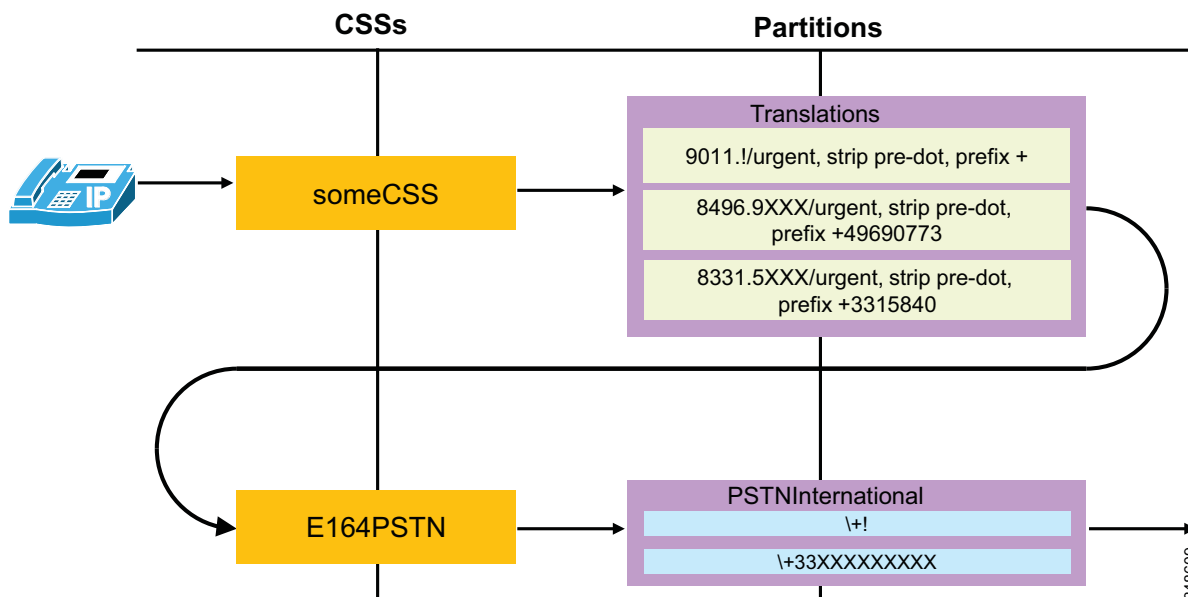 CSSs
Partitions
Translations
9011.!/urgent, strip pre-dot, prefix +
IP
someCSS
8496.9XXX/urgent, strip pre-dot,
prefix +49690773
8331.5XXX/urgent, strip pre-dot,
prefix +3315840
PSTNInternational
E164PSTN
\+!
\+33XXXXXXXXX